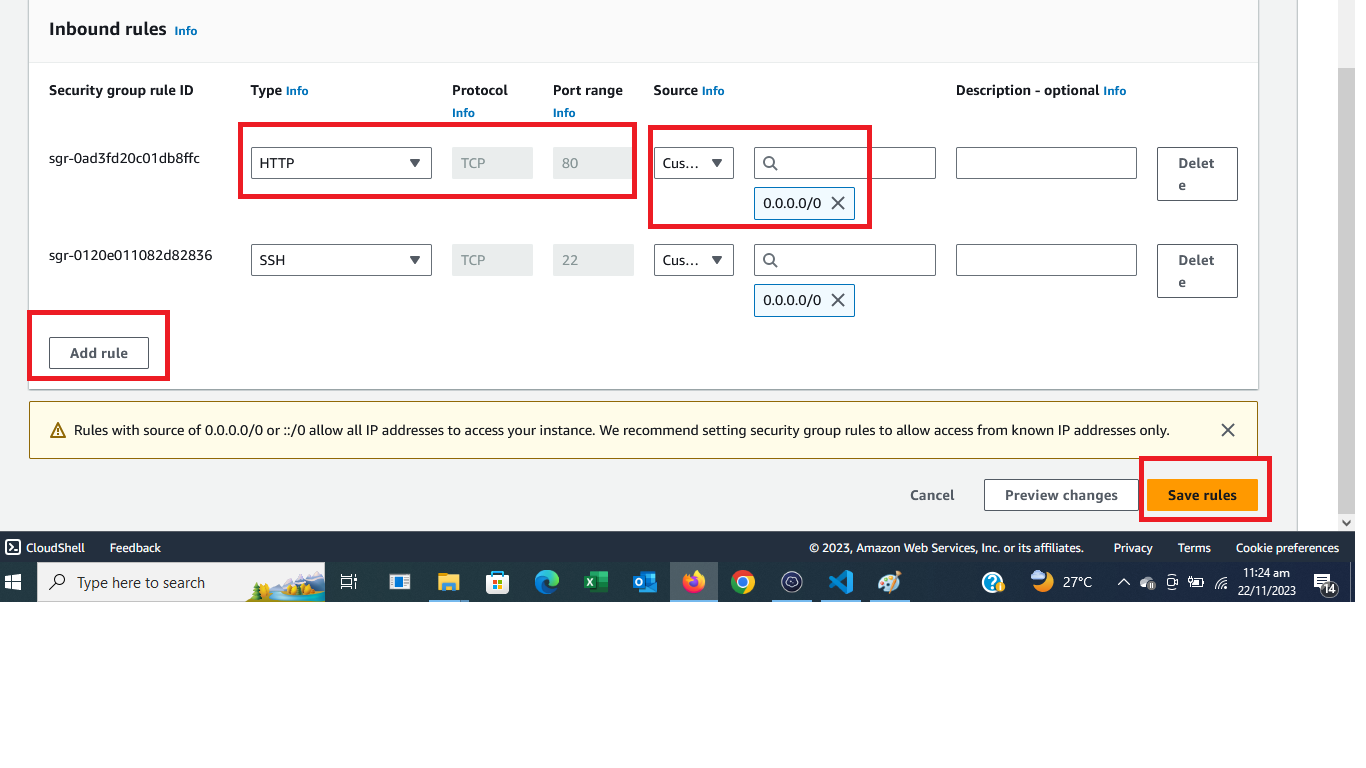 Inbound rules Info
Security group rule ID Type Info Protocol Info Port range Info Source Info Description - optional Info
sgr-0ad3fd20c01db8ffc HTTP TCP 80 Cus... Delete
0.0.0.0/0
sgr-0120e011082d82836 SSH TCP 22 Cus... Delete
0.0.0.0/0
Add rule
Rules with source of 0.0.0.0/0 or ::/0 allow all IP addresses to access your instance. We recommend setting security group rules to allow access from known IP addresses only.
Cancel Preview changes Save rules
CloudShell Feedback © 2023, Amazon Web Services, Inc. or its affiliates. Privacy Terms Cookie preferences
Type here to search 27°C 11:24 am
22/11/2023 14